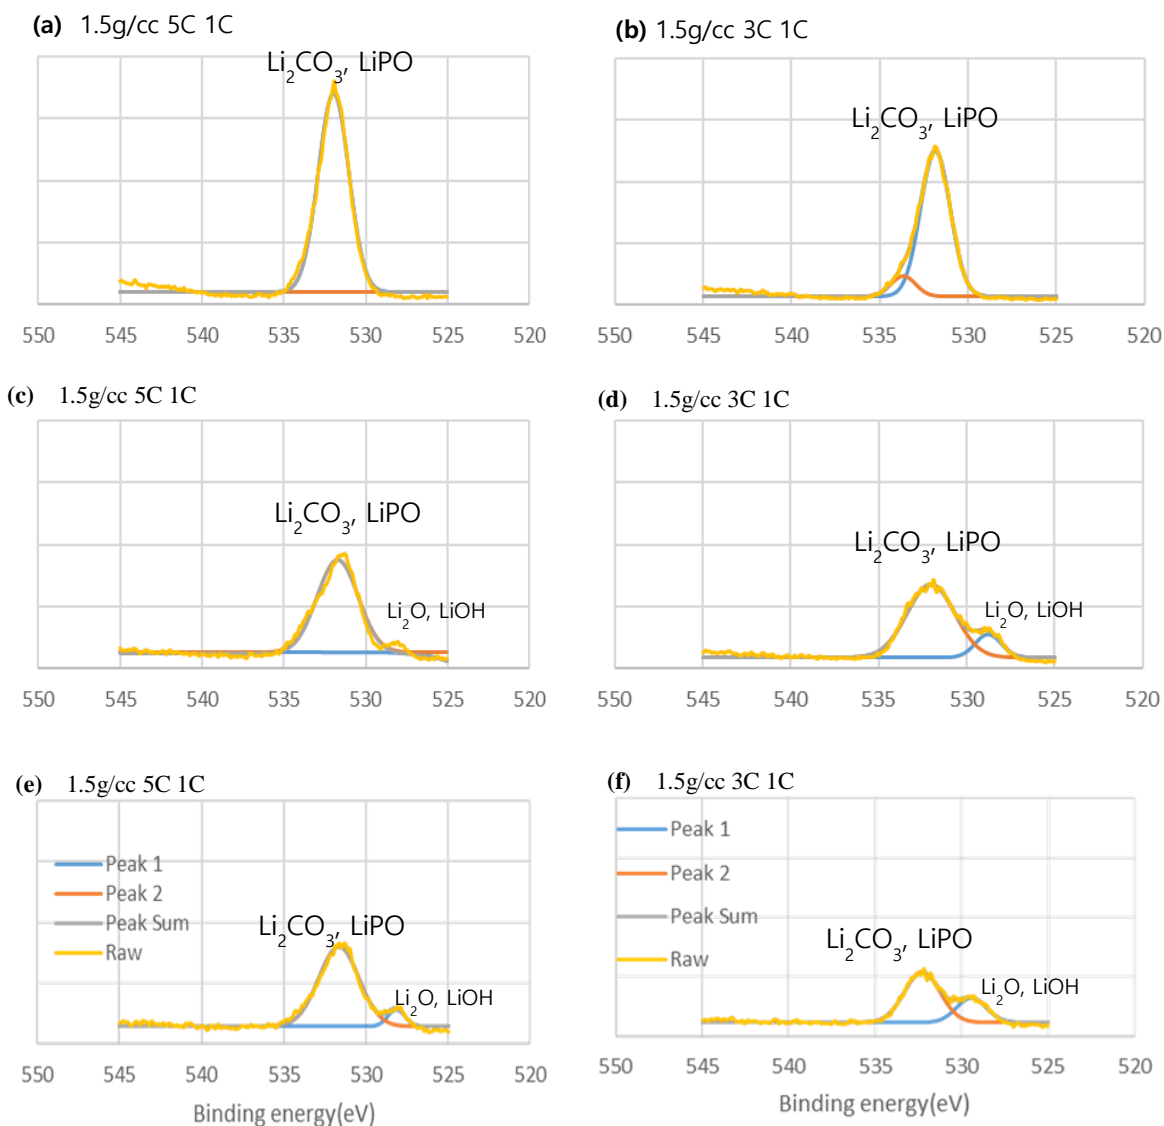 (a) 1.5g/cc 5C 1C
Li₂CO₃, LiPO
550 545 540 535 530 525 520
(b) 1.5g/cc 3C 1C
Li₂CO₃, LiPO
550 545 540 535 530 525 520
(c) 1.5g/cc 5C 1C
Li₂CO₃, LiPO
Li₂O, LiOH
550 545 540 535 530 525 520
(d) 1.5g/cc 3C 1C
Li₂CO₃, LiPO
Li₂O, LiOH
550 545 540 535 530 525 520
(e) 1.5g/cc 5C 1C
Peak 1
Peak 2
Peak Sum
Raw
Li₂CO₃, LiPO
Li₂O, LiOH
550 545 540 535 530 525 520
Binding energy(eV)
(f) 1.5g/cc 3C 1C
Peak 1
Peak 2
Peak Sum
Raw
Li₂CO₃, LiPO
Li₂O, LiOH
550 545 540 535 530 525 520
Binding energy(eV)